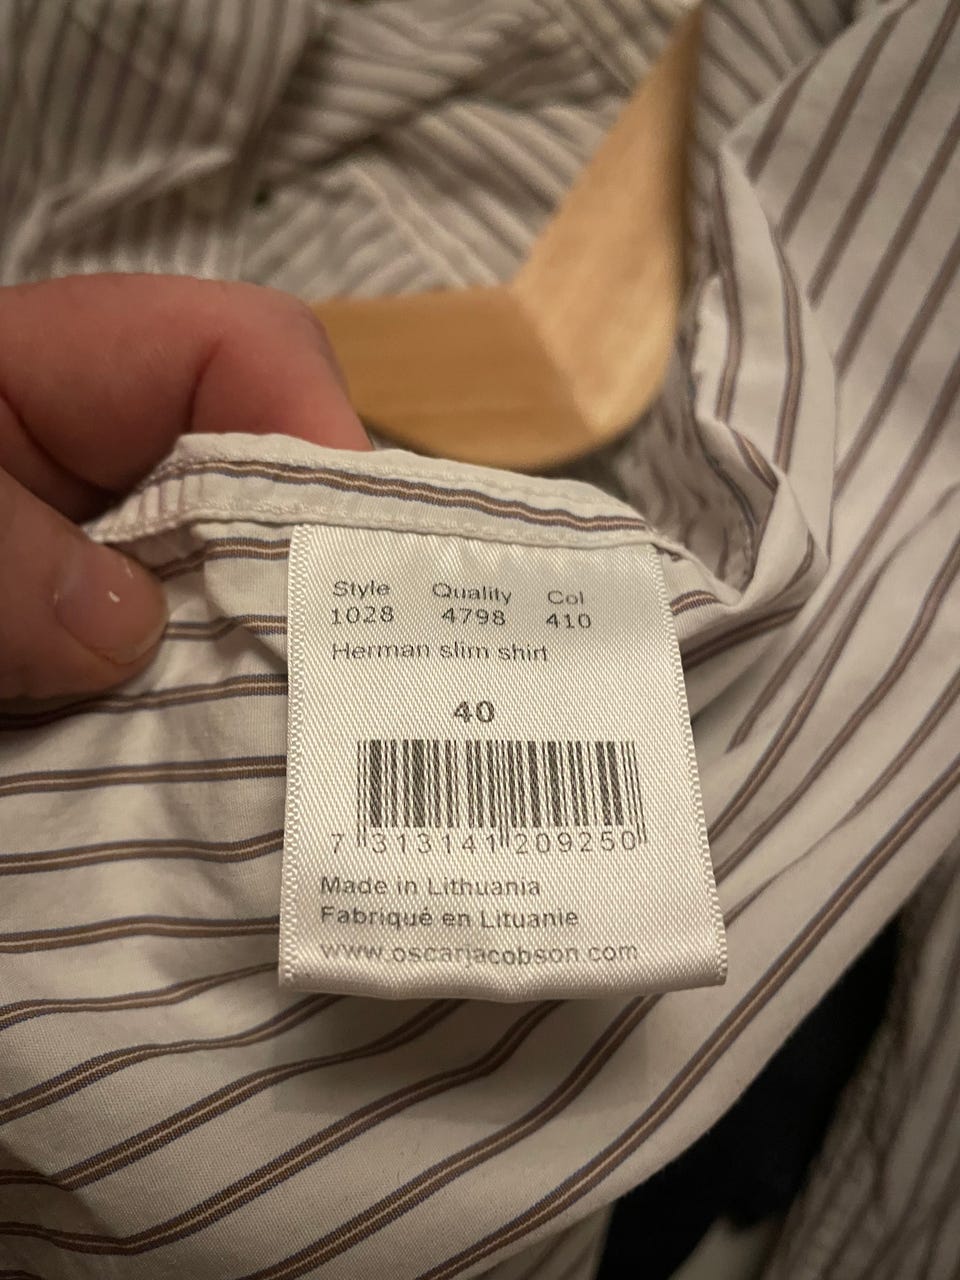 Style Quality Col
1028 4798 410
Herman slim shirt
40
7 313141 209250
Made in Lithuania
Fabriqué en Lituanie
www.oscarjacobson.com